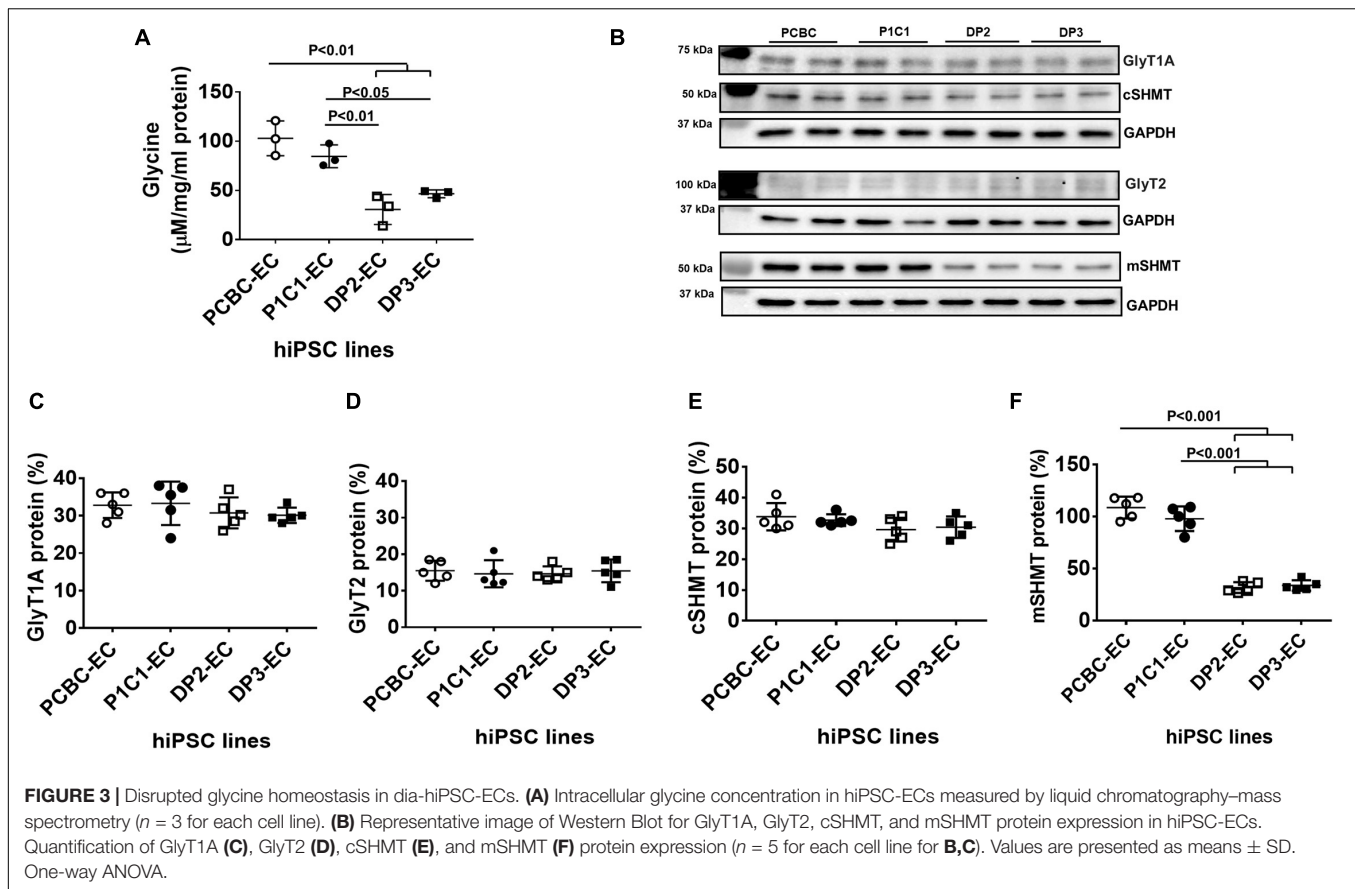 A
P<0.01
P<0.05
P<0.01
150
100
50
0
Glycine
(µM/mg/ml protein)
PCBC-EC
P1C1-EC
DP2-EC
DP3-EC
hiPSC lines
B
PCBC P1C1 DP2 DP3
75 kDa GlyT1A
50 kDa cSHMT
37 kDa GAPDH
100 kDa GlyT2
37 kDa GAPDH
50 kDa mSHMT
37 kDa GAPDH
C
40
30
20
10
0
GlyT1A protein (%)
PCBC-EC
P1C1-EC
DP2-EC
DP3-EC
hiPSC lines
D
40
30
20
10
0
GlyT2 protein (%)
PCBC-EC
P1C1-EC
DP2-EC
DP3-EC
hiPSC lines
E
50
40
30
20
10
0
cSHMT protein (%)
PCBC-EC
P1C1-EC
DP2-EC
DP3-EC
hiPSC lines
F
P<0.001
P<0.001
150
100
50
0
mSHMT protein (%)
PCBC-EC
P1C1-EC
DP2-EC
DP3-EC
hiPSC lines
FIGURE 3 | Disrupted glycine homeostasis in dia-hiPSC-ECs. (A) Intracellular glycine concentration in hiPSC-ECs measured by liquid chromatography–mass
spectrometry (n = 3 for each cell line). (B) Representative image of Western Blot for GlyT1A, GlyT2, cSHMT, and mSHMT protein expression in hiPSC-ECs.
Quantification of GlyT1A (C), GlyT2 (D), cSHMT (E), and mSHMT (F) protein expression (n = 5 for each cell line for B,C). Values are presented as means ± SD.
One-way ANOVA.